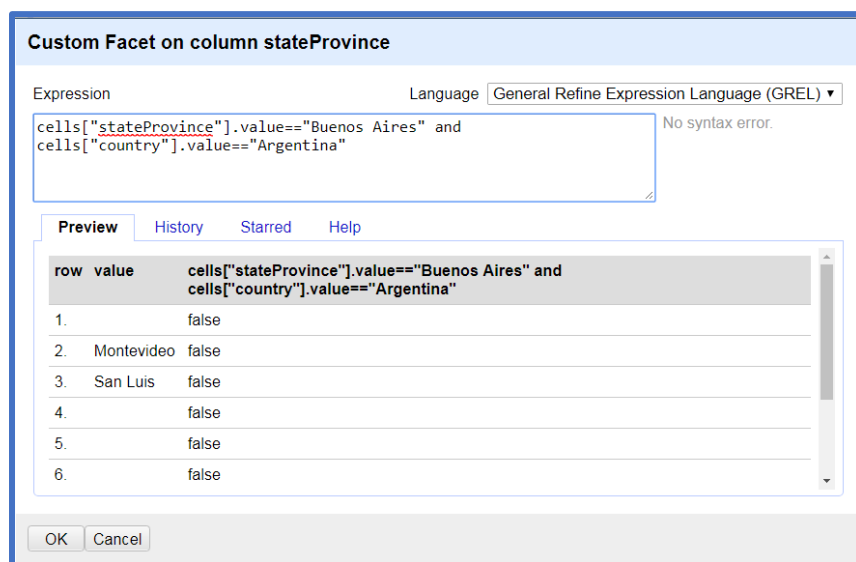 Custom Facet on column stateProvince
Expression
Language General Refine Expression Language (GREL) ▼
cells["stateProvince"].value=="Buenos Aires" and
cells["country"].value=="Argentina"
No syntax error.
Preview History Starred Help
row value cells["stateProvince"].value=="Buenos Aires" and
cells["country"].value=="Argentina"
1. false
2. Montevideo false
3. San Luis false
4. false
5. false
6. false
OK Cancel